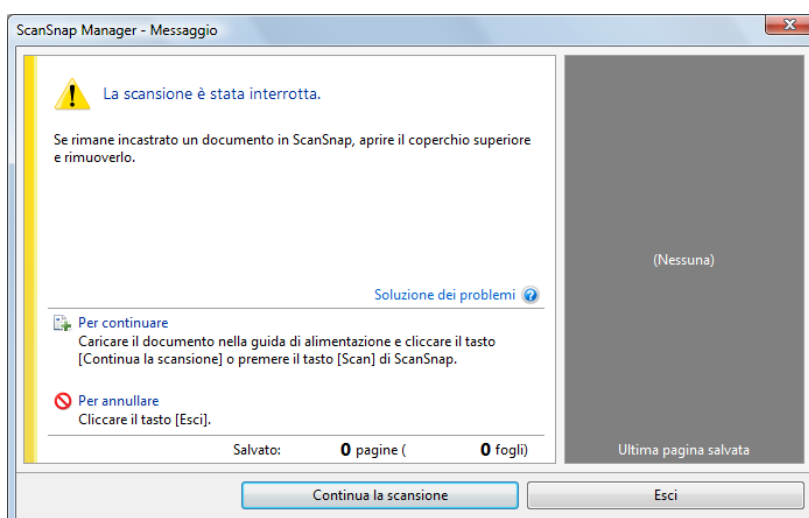 ScanSnap Manager - Messaggio
La scansione è stata interrotta.
Se rimane incastrato un documento in ScanSnap, aprire il coperchio superiore
e rimuoverlo.
(Nessuna)
Soluzione dei problemi
Per continuare
Caricare il documento nella guida di alimentazione e cliccare il tasto
[Continua la scansione] o premere il tasto [Scan] di ScanSnap.
Per annullare
Cliccare il tasto [Esci].
Salvato: 0 pagine ( 0 fogli)
Ultima pagina salvata
Continua la scansione
Esci